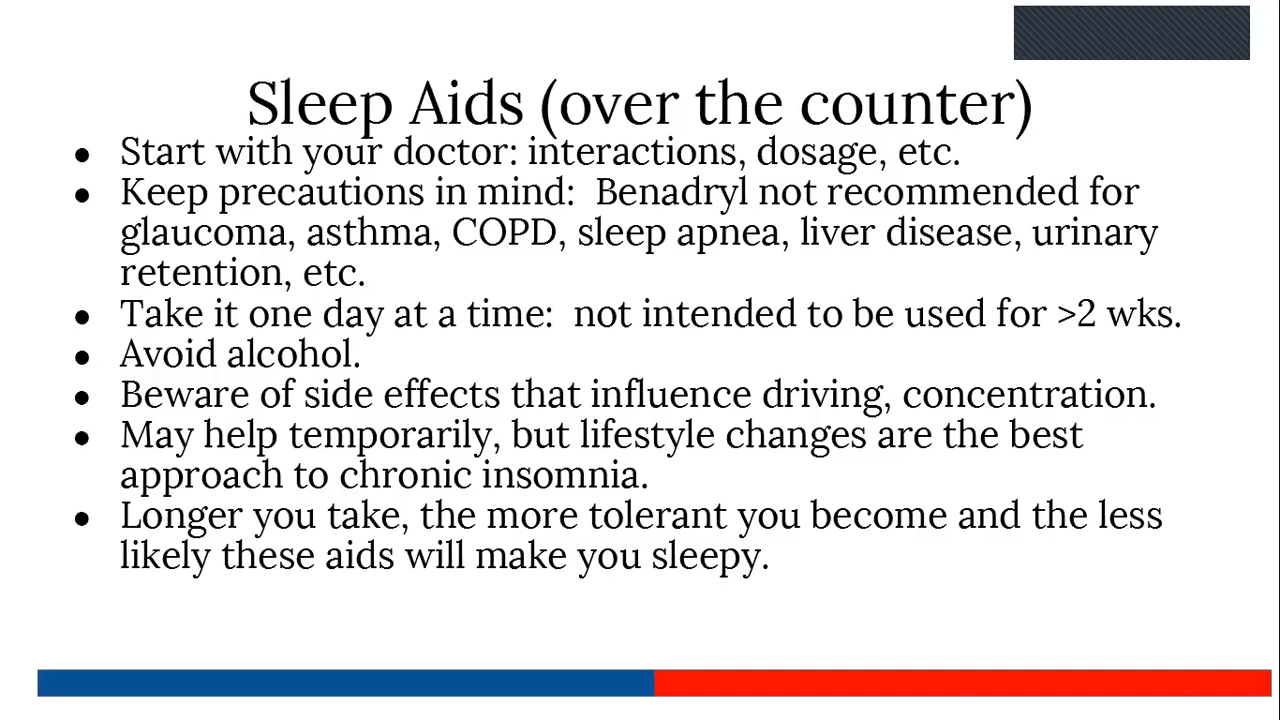 Sleep Aids (over the counter)
● Start with your doctor: interactions, dosage, etc.
● Keep precautions in mind:  Benadryl not recommended for
glaucoma, asthma, COPD, sleep apnea, liver disease, urinary
retention, etc.
● Take it one day at a time:  not intended to be used for >2 wks.
● Avoid alcohol.
● Beware of side effects that influence driving, concentration.
● May help temporarily, but lifestyle changes are the best
approach to chronic insomnia.
● Longer you take, the more tolerant you become and the less
likely these aids will make you sleepy.